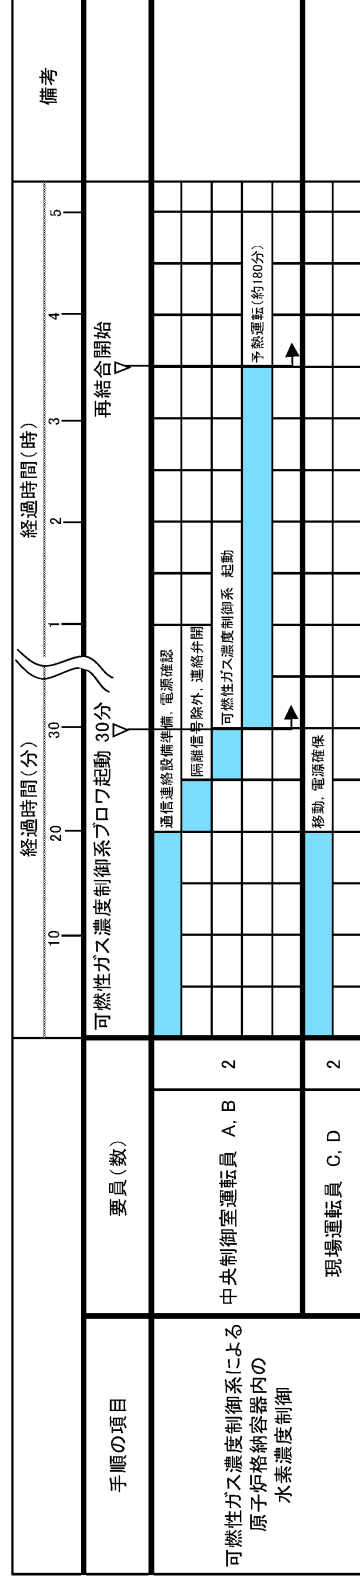 経過時間(分)
経過時間(時)
備考
10
20
30
1
2
3
4
5
手順の項目
要員(数)
可燃性ガス濃度制御系ブロワ起動 30分
再結合開始
可燃性ガス濃度制御系による
原子炉格納容器内の
水素濃度制御
中央制御室運転員 A, B
2
通信連絡設備準備, 電源確認
隔離信号除外, 連絡弁開
可燃性ガス濃度制御系 起動
予熱運転(約180分)
現場運転員 C, D
2
移動, 電源確保